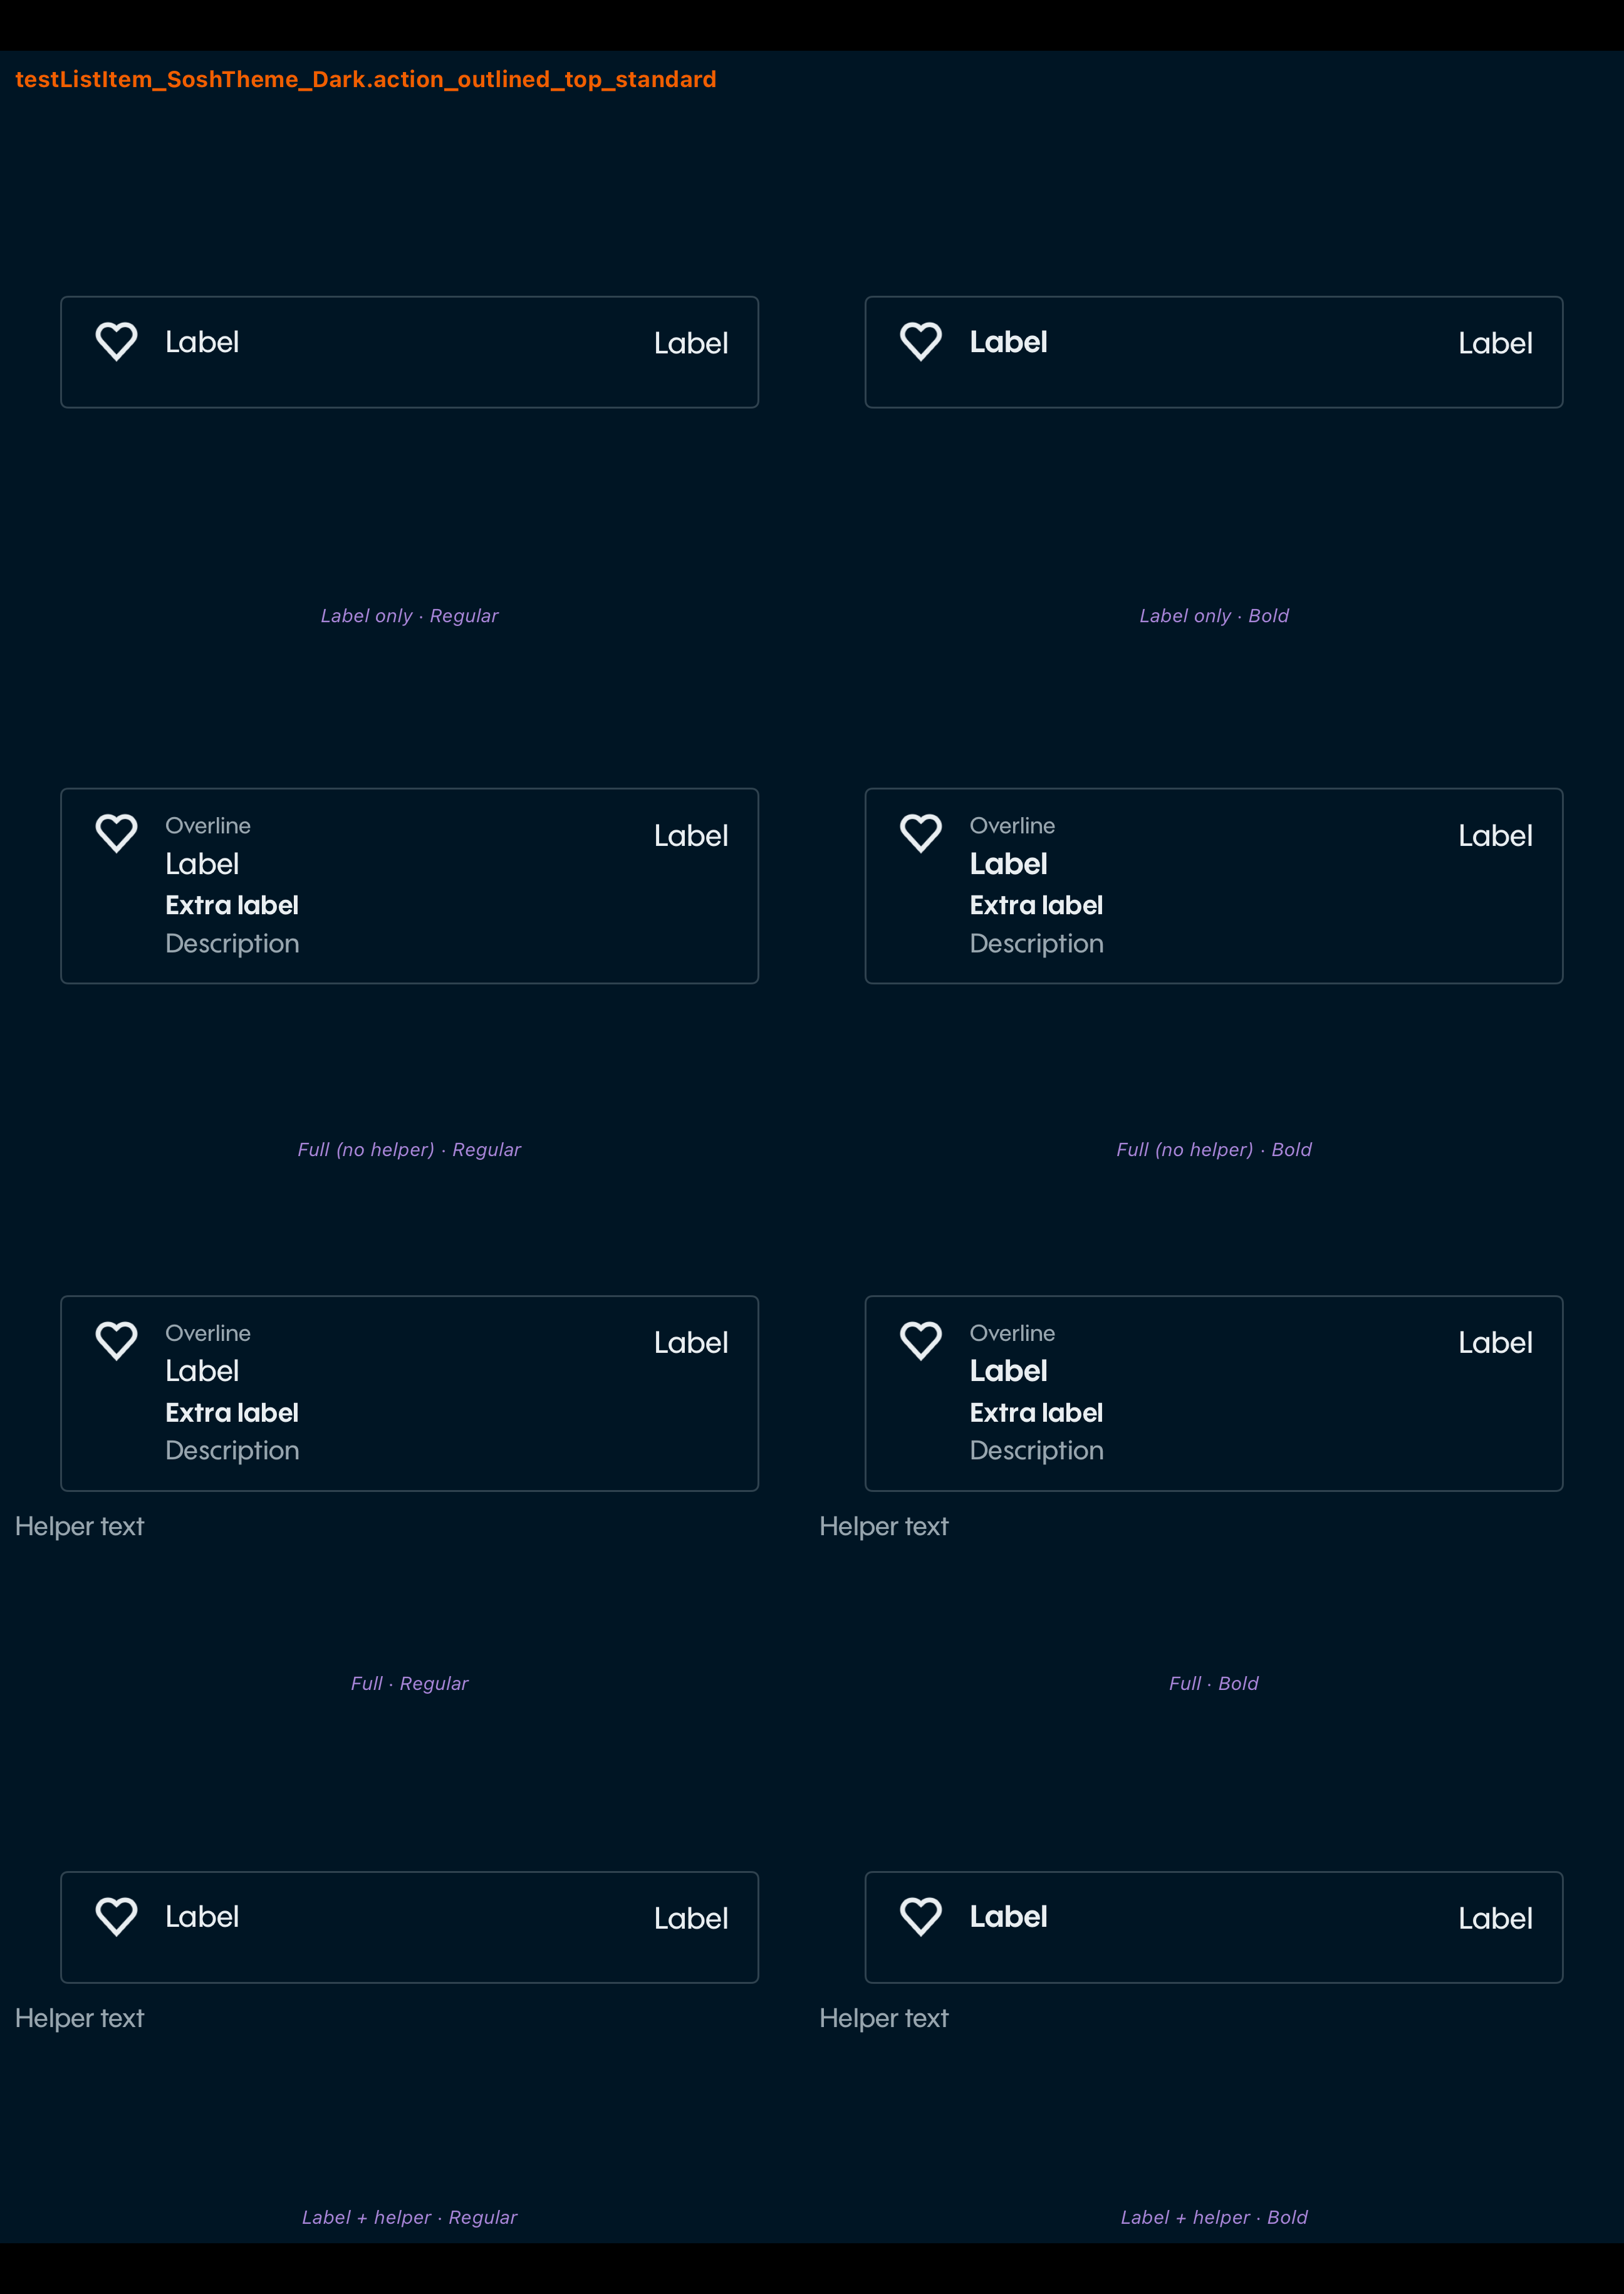 testListItem_SoshTheme_Dark.action_outlined_top_standard
Label Label
Label Label
Label only · Regular
Label only · Bold
Overline
Label
Label
Extra label
Description
Overline
Label
Label
Extra label
Description
Full (no helper) · Regular
Full (no helper) · Bold
Overline
Label
Label
Extra label
Description
Helper text
Overline
Label
Label
Extra label
Description
Helper text
Full · Regular
Full · Bold
Label Label
Helper text
Label Label
Helper text
Label + helper · Regular
Label + helper · Bold